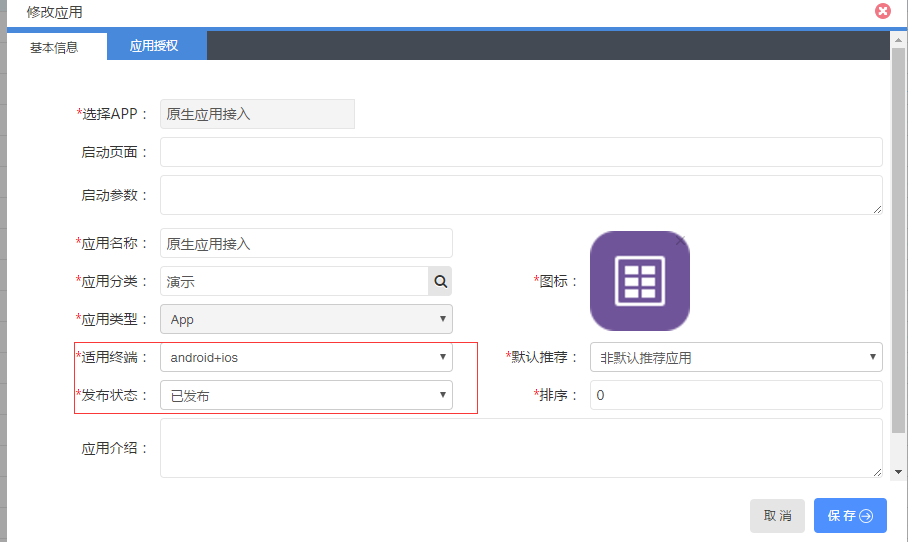 修改应用
基本信息 应用授权
*选择APP： 原生应用接入
启动页面：
启动参数：
*应用名称： 原生应用接入
*应用分类： 演示 *图标：
*应用类型： App
*适用终端： android+ios *默认推荐： 非默认推荐应用
*发布状态： 已发布 *排序： 0
应用介绍：
取消 保存